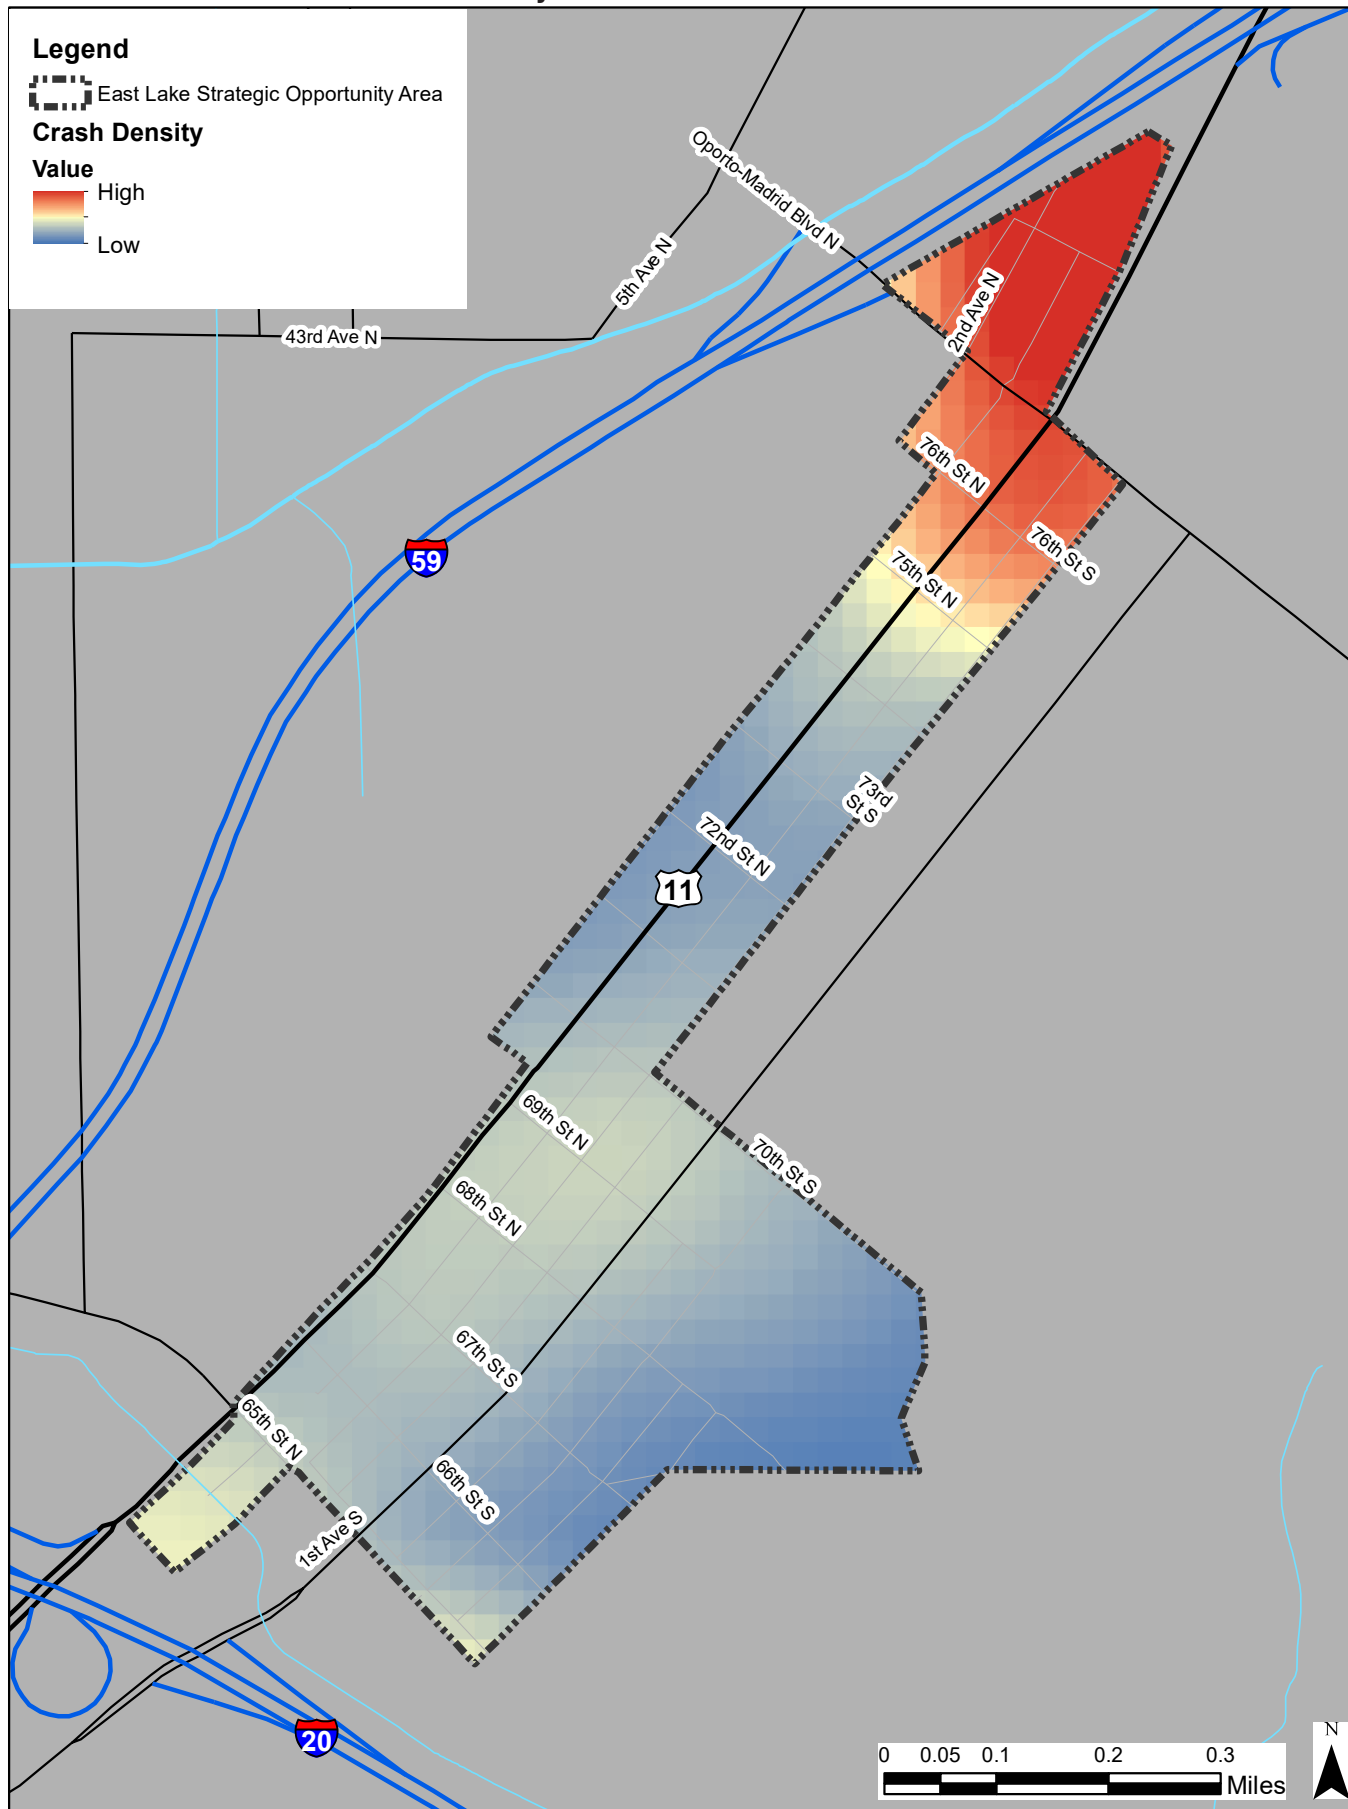 Legend
East Lake Strategic Opportunity Area
Crash Density
Value
High
Low
Oporto-Madrid Blvd N
5th Ave N
43rd Ave N
2nd Ave N
76th St N
76th St S
59
75th St N
73rd
St S
72nd St N
11
69th St N
70th St S
68th St N
67th St S
65th St N
66th St S
1st Ave S
20
0 0.05 0.1 0.2 0.3
Miles
N